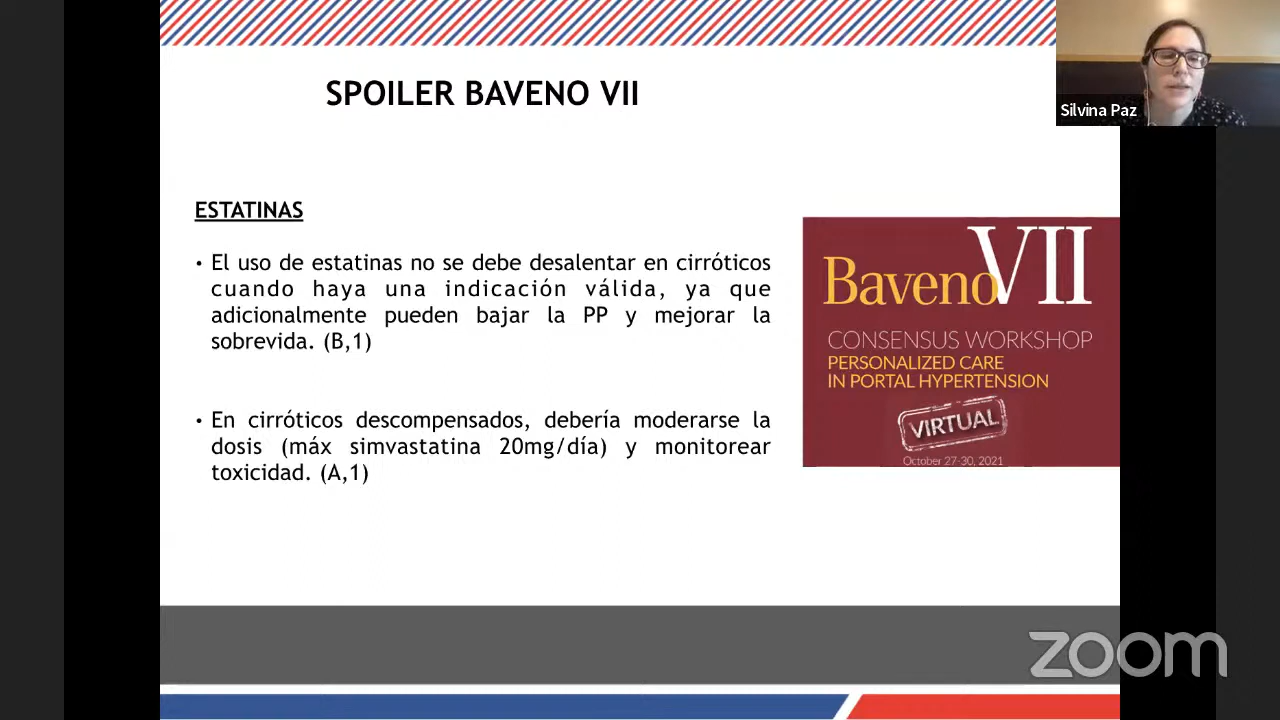 SPOILER BAVENO VII
Silvina Paz
ESTATINAS
• El uso de estatinas no se debe desalentar en cirróticos
cuando haya una indicación válida, ya que
adicionalmente pueden bajar la PP y mejorar la
sobrevida. (B,1)
• En cirróticos descompensados, debería moderarse la
dosis (máx simvastatina 20mg/día) y monitorear
toxicidad. (A,1)
Baveno VII
CONSENSUS WORKSHOP
PERSONALIZED CARE
IN PORTAL HYPERTENSION
VIRTUAL
October 27-30, 2021
zoom